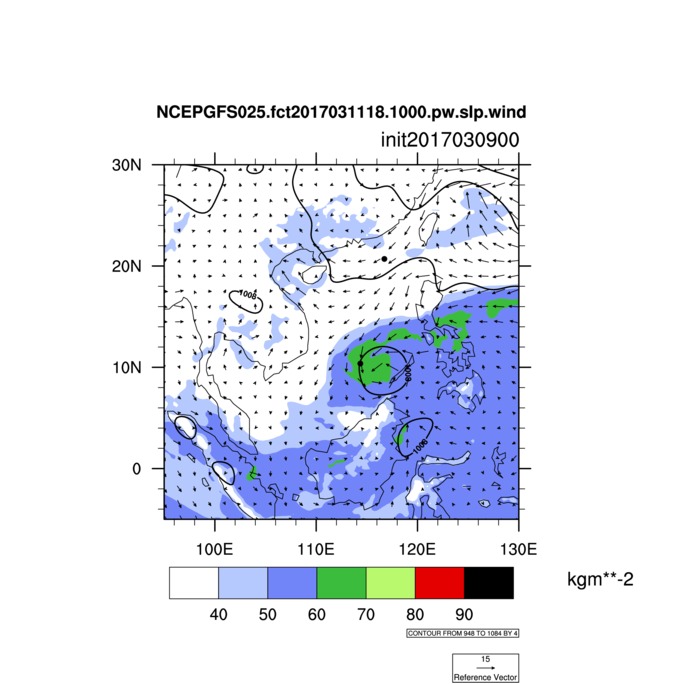 NCEPGFS025.fct2017031118.1000.pw.slp.wind
init2017030900
30N
20N
10N
0
1008
1008
1008
100E
110E
120E
130E
kgm**-2
40
50
60
70
80
90
CONTOUR FROM 948 TO 1084 BY 4
15
Reference Vector